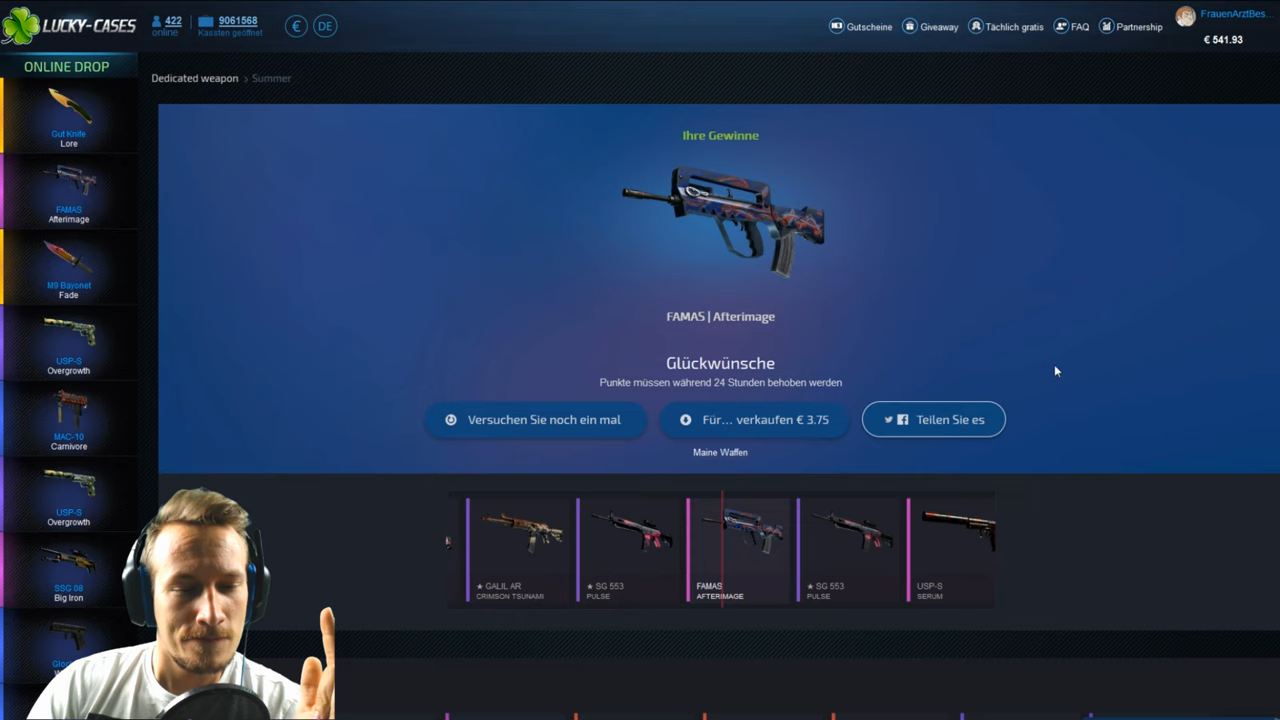 LUCKY-CASES
422
online
9061568
Kassten geöffnet
€
DE
Gutscheine
Giveaway
Tächlich gratis
FAQ
Partnership
FrauenArztBes...
€ 541.93
ONLINE DROP
Dedicated weapon > Summer
Gut Knife
Lore
FAMAS
Afterimage
M9 Bayonet
Fade
USP-S
Overgrowth
MAC-10
Carnivore
USP-S
Overgrowth
SSG 08
Big Iron
Ihre Gewinne
FAMAS | Afterimage
Glückwünsche
Punkte müssen während 24 Stunden behoben werden
Versuchen Sie noch ein mal
Für... verkaufen € 3.75
Teilen Sie es
Maine Waffen
★ GALIL AR
CRIMSON TSUNAMI
★ SG 553
PULSE
FAMAS
AFTERIMAGE
★ SG 553
PULSE
USP-S
SERUM